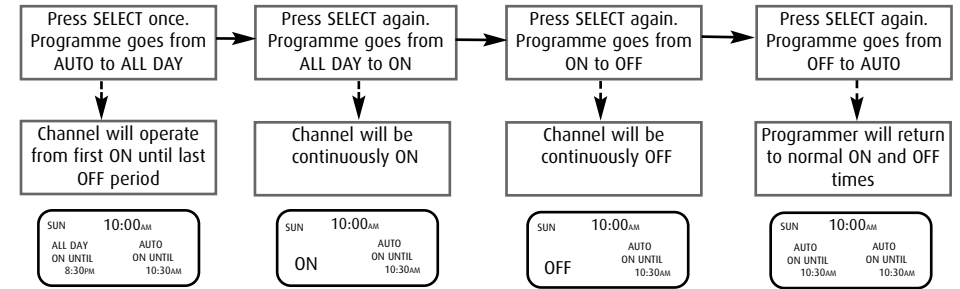 Press SELECT once.
Programme goes from
AUTO to ALL DAY
Press SELECT again.
Programme goes from
ALL DAY to ON
Press SELECT again.
Programme goes from
ON to OFF
Press SELECT again.
Programme goes from
OFF to AUTO
Channel will operate
from first ON until last
OFF period
Channel will be
continuously ON
Channel will be
continuously OFF
Programmer will return
to normal ON and OFF
times
SUN 10:00AM
ALL DAY AUTO
ON UNTIL ON UNTIL
8:30PM 10:30AM
SUN 10:00AM
AUTO
ON ON UNTIL
10:30AM
SUN 10:00AM
AUTO
OFF ON UNTIL
10:30AM
SUN 10:00AM
AUTO AUTO
ON UNTIL ON UNTIL
10:30AM 10:30AM